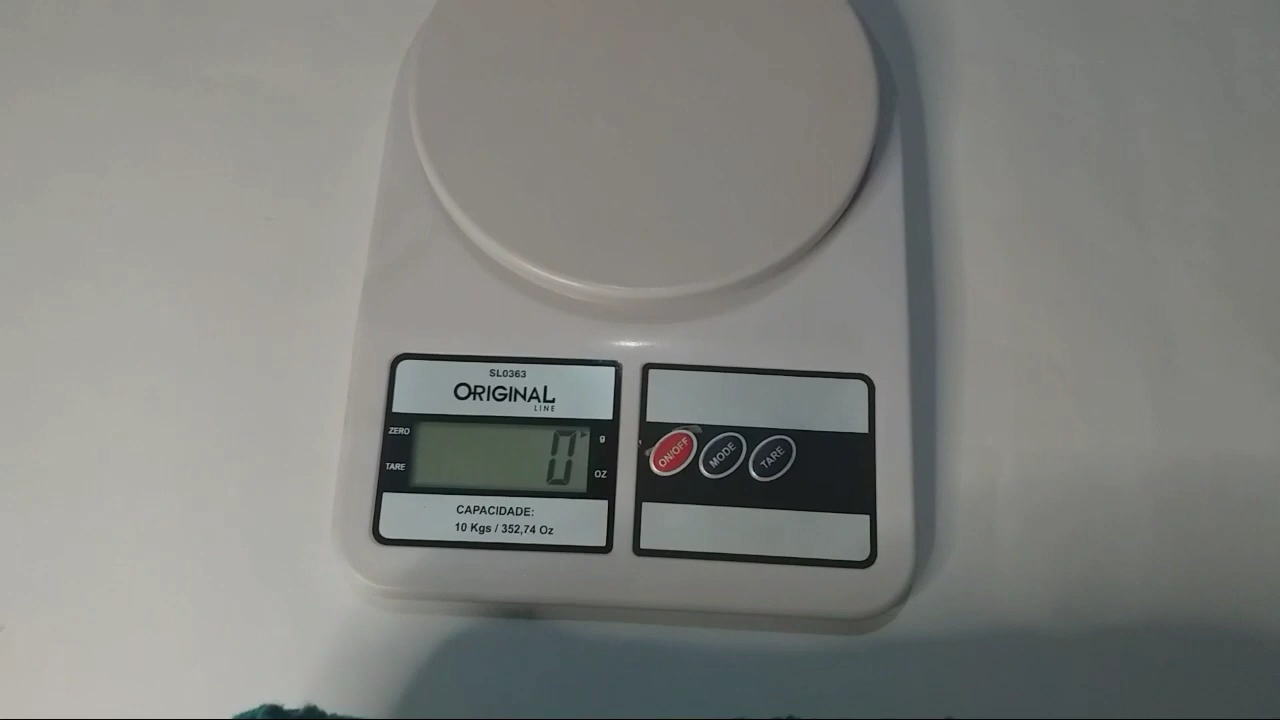 SL0363
ORIGINAL
LINE
ZERO
TARE
0
g
OZ
CAPACIDADE:
10 Kgs / 352,74 Oz
ON/OFF
MODE
TARE